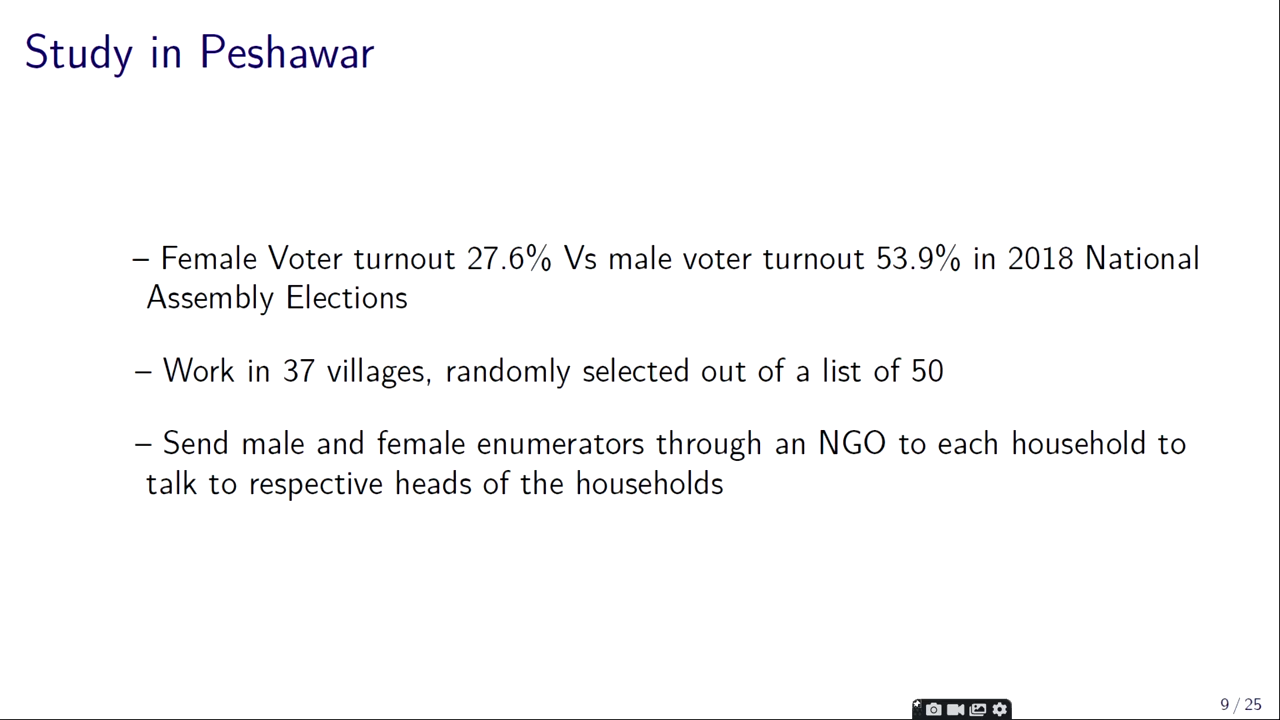 Study in Peshawar
– Female Voter turnout 27.6% Vs male voter turnout 53.9% in 2018 National
Assembly Elections
– Work in 37 villages, randomly selected out of a list of 50
– Send male and female enumerators through an NGO to each household to
talk to respective heads of the households
9 / 25